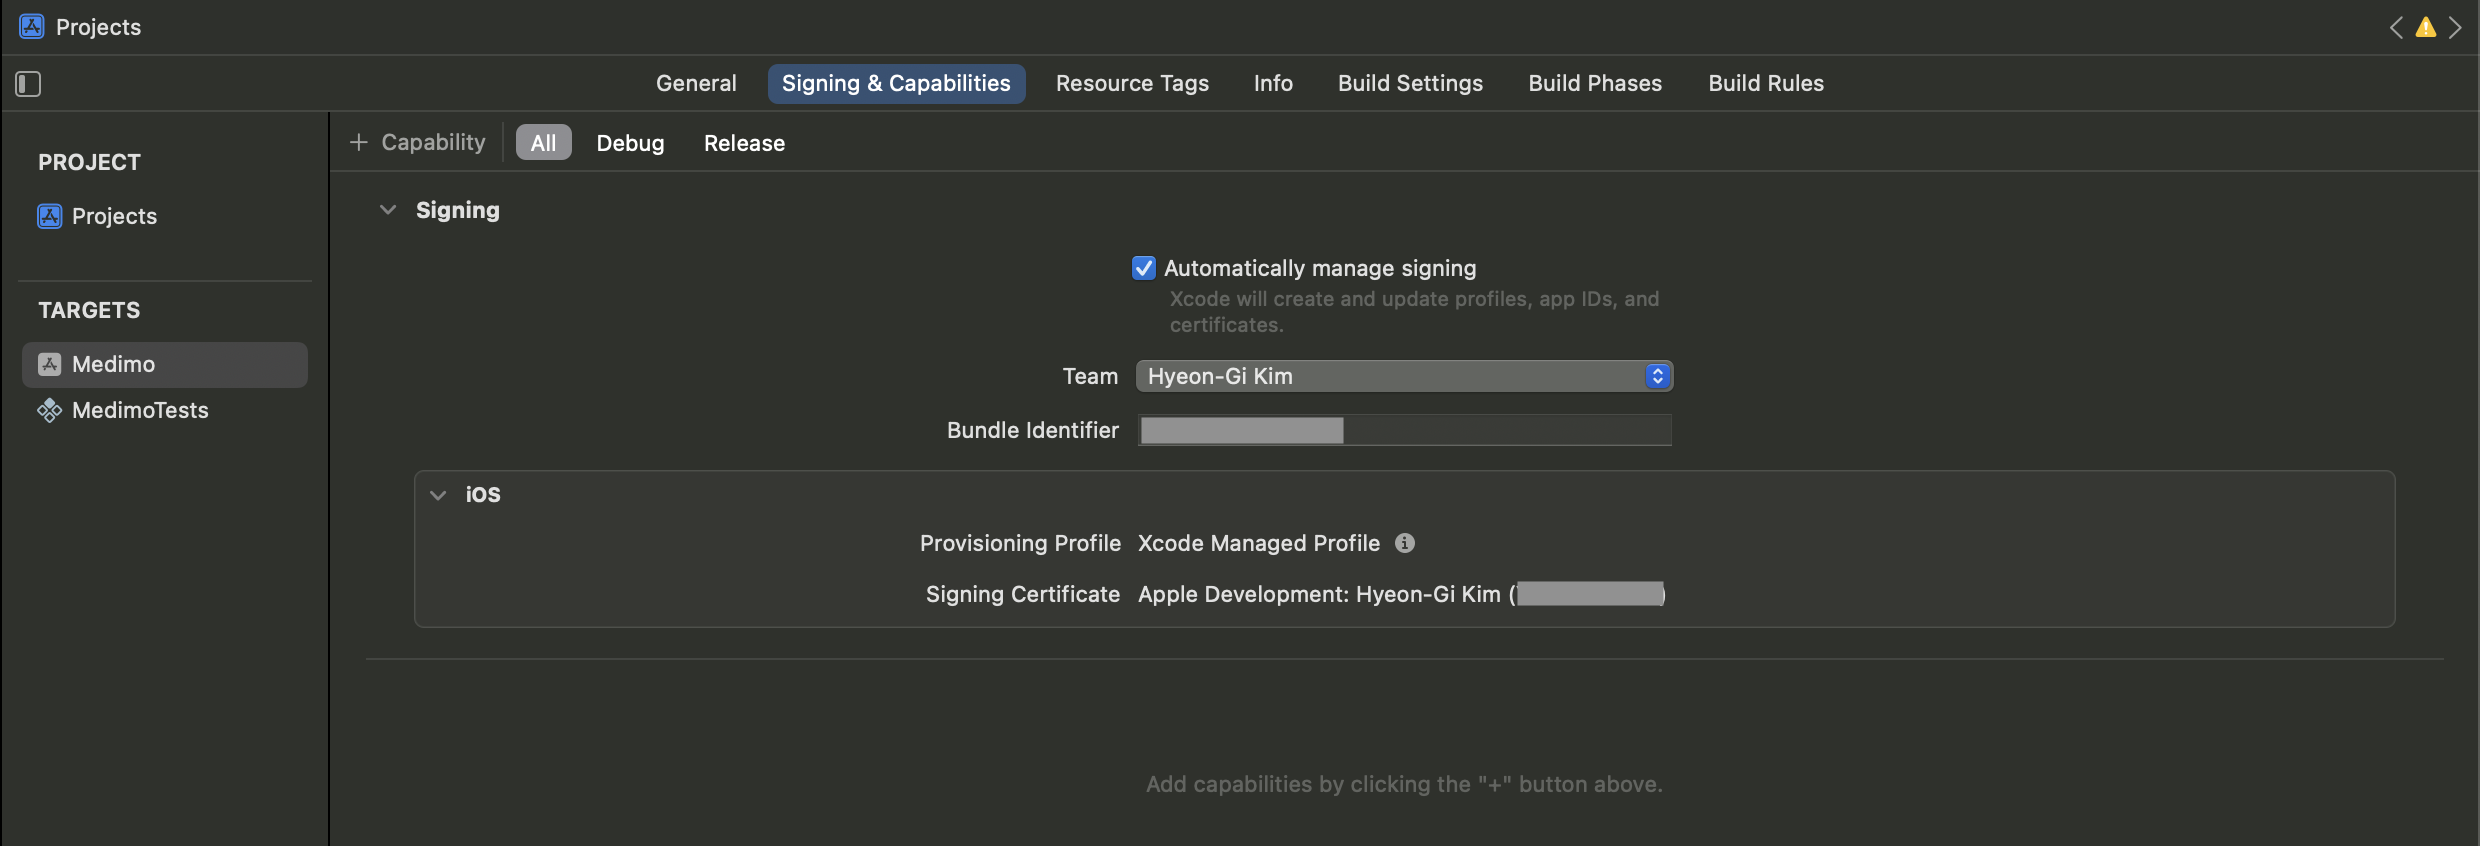 Projects
General
Signing & Capabilities
Resource Tags
Info
Build Settings
Build Phases
Build Rules
PROJECT
Projects
TARGETS
Medimo
MedimoTests
+ Capability
All
Debug
Release
Signing
Automatically manage signing
Xcode will create and update profiles, app IDs, and
certificates.
Team Hyeon-Gi Kim
Bundle Identifier
iOS
Provisioning Profile Xcode Managed Profile
Signing Certificate Apple Development: Hyeon-Gi Kim ( )
Add capabilities by clicking the "+" button above.